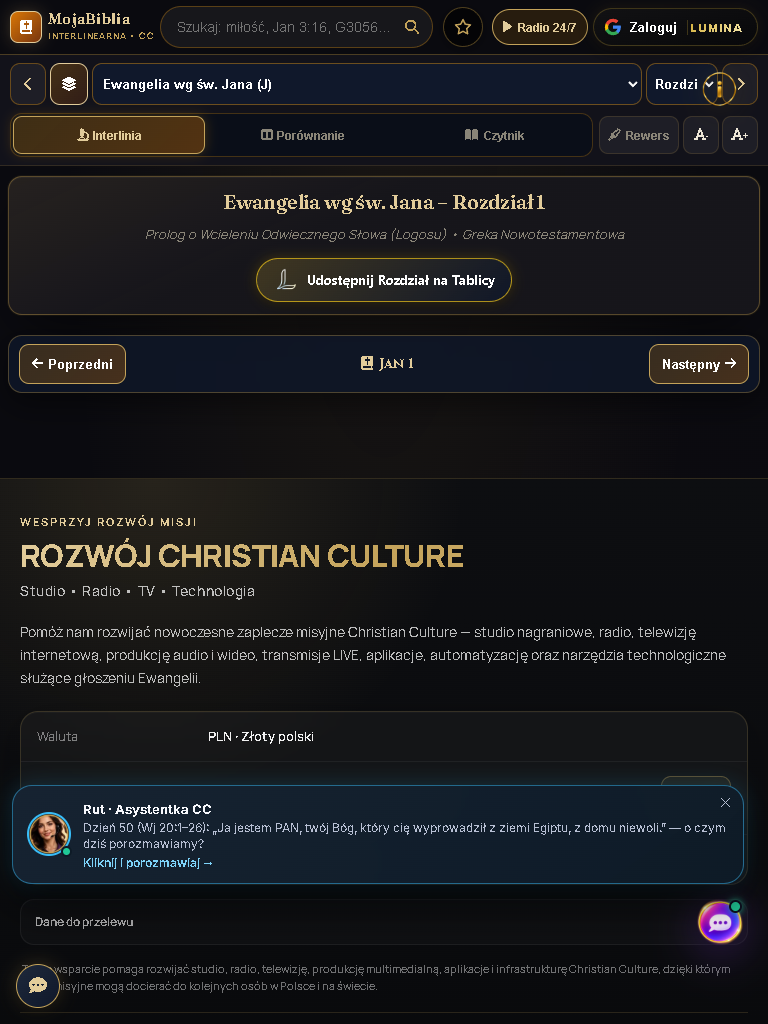 MojaBiblia
INTERLINEARNA • CC
Szukaj: miłość, Jan 3:16, G3056...
Radio 24/7
Zaloguj
LUMINA
Ewangelia wg św. Jana (J)
Rozdzi
Interlinia
Porównanie
Czytnik
Rewers
A-
A+
Ewangelia wg św. Jana – Rozdział 1
Prolog o Wcieleniu Odwiecznego Słowa (Logosu) • Greka Nowotestamentowa
Udostępnij Rozdział na Tablicy
← Poprzedni
JAN 1
Następny →
WESPRZYJ ROZWÓJ MISJI
ROZWÓJ CHRISTIAN CULTURE
Studio • Radio • TV • Technologia
Pomóż nam rozwijać nowoczesne zaplecze misyjne Christian Culture — studio nagraniowe, radio, telewizję
internetową, produkcję audio i wideo, transmisje LIVE, aplikacje, automatyzację oraz narzędzia technologiczne
służące głoszeniu Ewangelii.
Waluta
PLN · Złoty polski
Rut · Asystentka CC
Dzień 50 (Wj 20:1–26): „Ja jestem PAN, twój Bóg, który cię wyprowadził z ziemi Egiptu, z domu niewoli.” — o czym
dziś porozmawiamy?
Kliknij i porozmawiaj →
Dane do przelewu
wsparcie pomaga rozwijać studio, radio, telewizję, produkcję multimedialną, aplikacje i infrastrukturę Christian Culture, dzięki którym
misyjne mogą docierać do kolejnych osób w Polsce i na świecie.